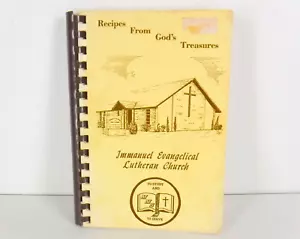 Recipes From God's Treasures
Immanuel Evangelical
Lutheran Church